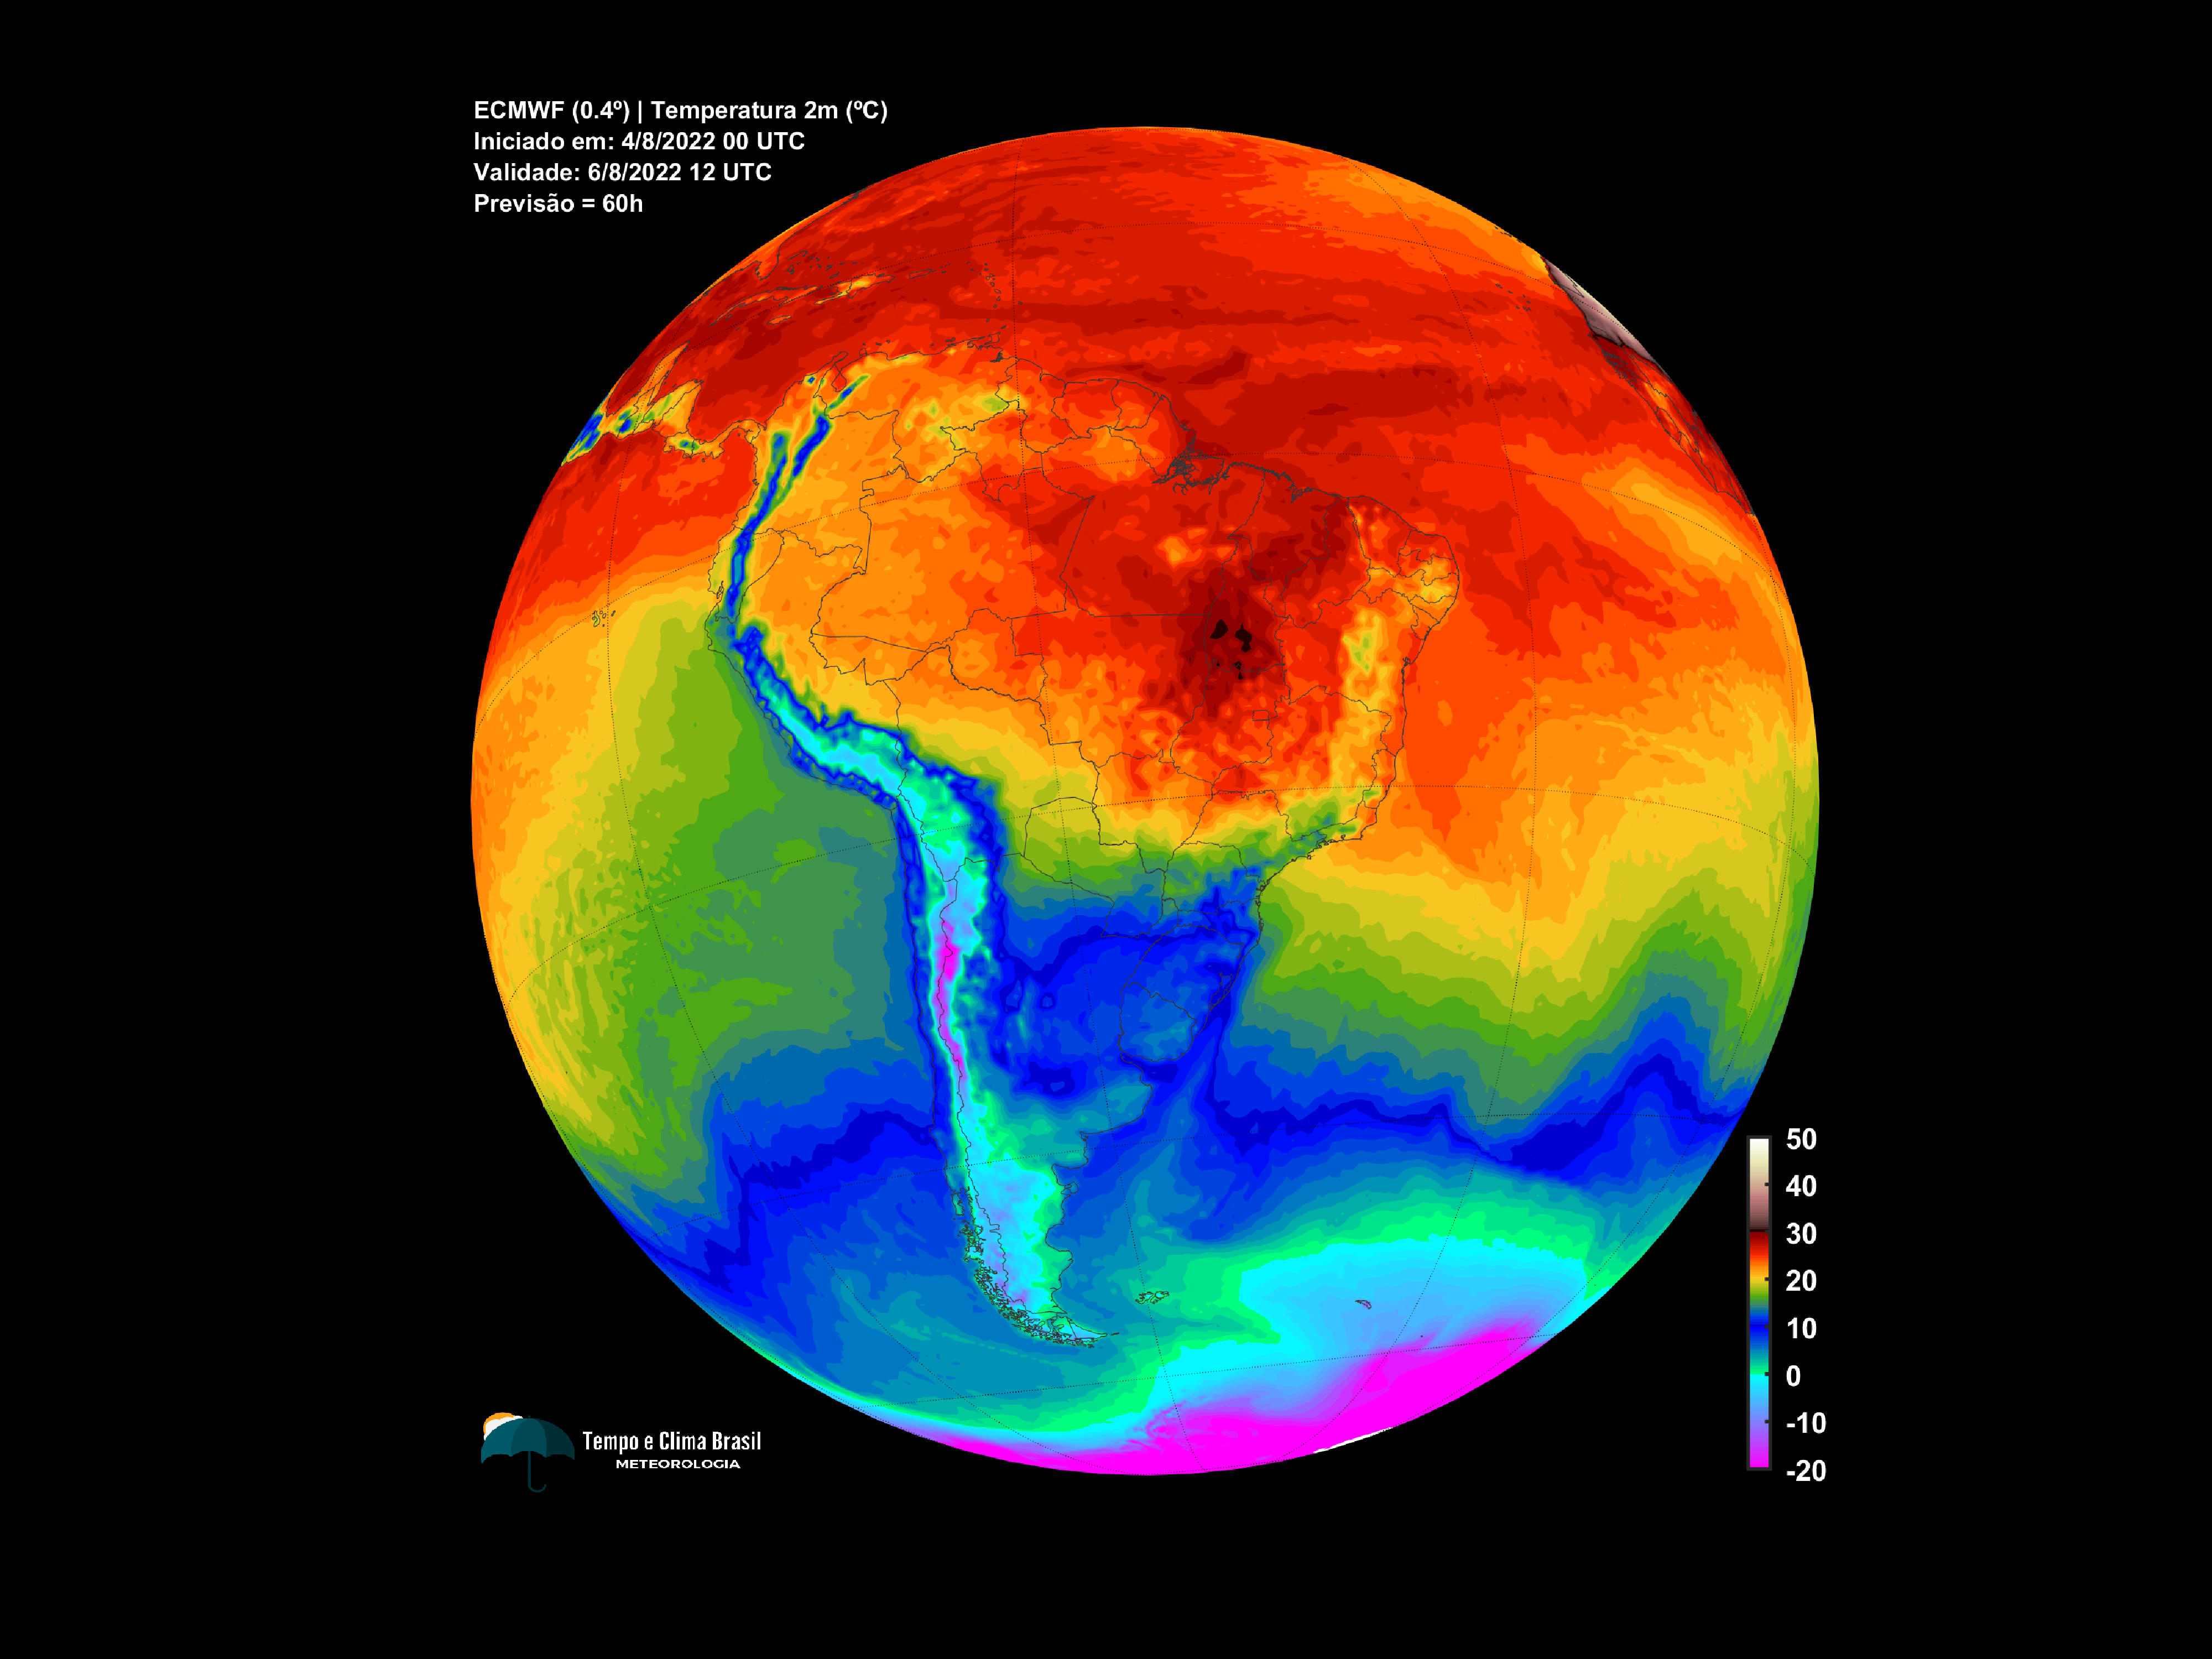 ECMWF (0.4º) | Temperatura 2m (ºC)
Iniciado em: 4/8/2022 00 UTC
Validade: 6/8/2022 12 UTC
Previsão = 60h
50
40
30
20
10
0
-10
-20
Tempo e Clima Brasil
METEOROLOGIA